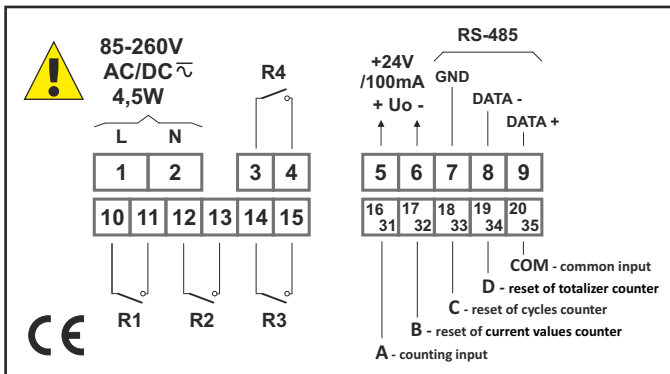 85-260V
AC/DC
4,5W
L N
R4
+24V
/100mA
+ Uo -
RS-485
GND
DATA -
DATA +
1 2 3 4 5 6 7 8 9
10 11 12 13 14 15 16 31 17 32 18 33 19 34 20 35
R1 R2 R3
COM - common input
D - reset of totalizer counter
C - reset of cycles counter
B - reset of current values counter
A - counting input
CE